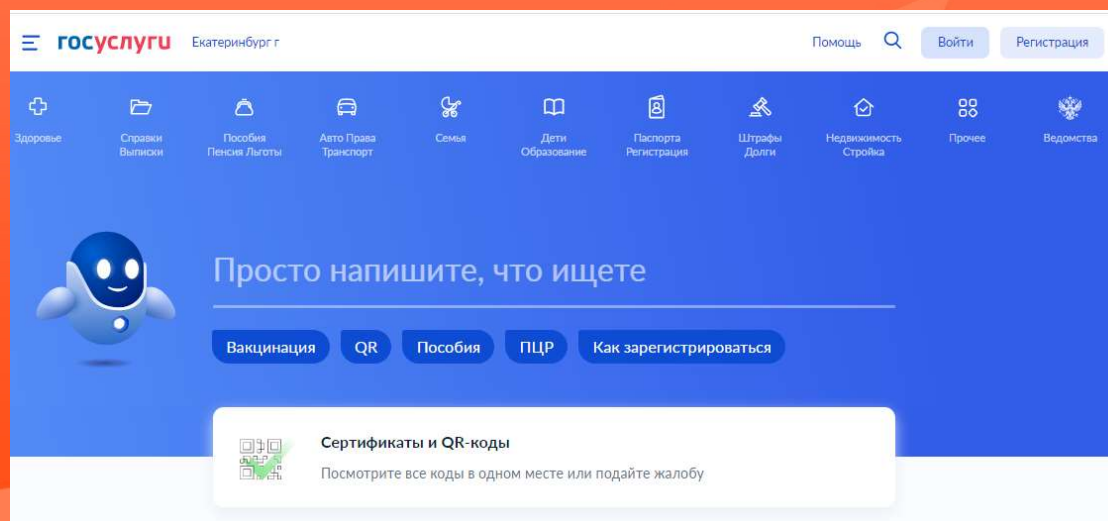 госуслуги Екатеринбург г Помощь Войти Регистрация
Здоровье
Справки
Выписки
Пособия
Пенсия Льготы
Авто Права
Транспорт
Семья
Дети
Образование
Паспорта
Регистрация
Штрафы
Долги
Недвижимость
Стройка
Прочее
Ведомства
Просто напишите, что ищете
Вакцинация QR Пособия ПЦР Как зарегистрироваться
Сертификаты и QR-коды
Посмотрите все коды в одном месте или подайте жалобу